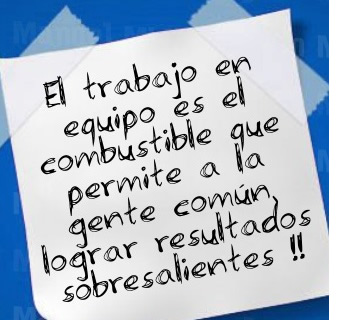 El trabajo en
equipo es el
combustible que
permite a la
gente común,
lograr resultados
sobresalientes !!